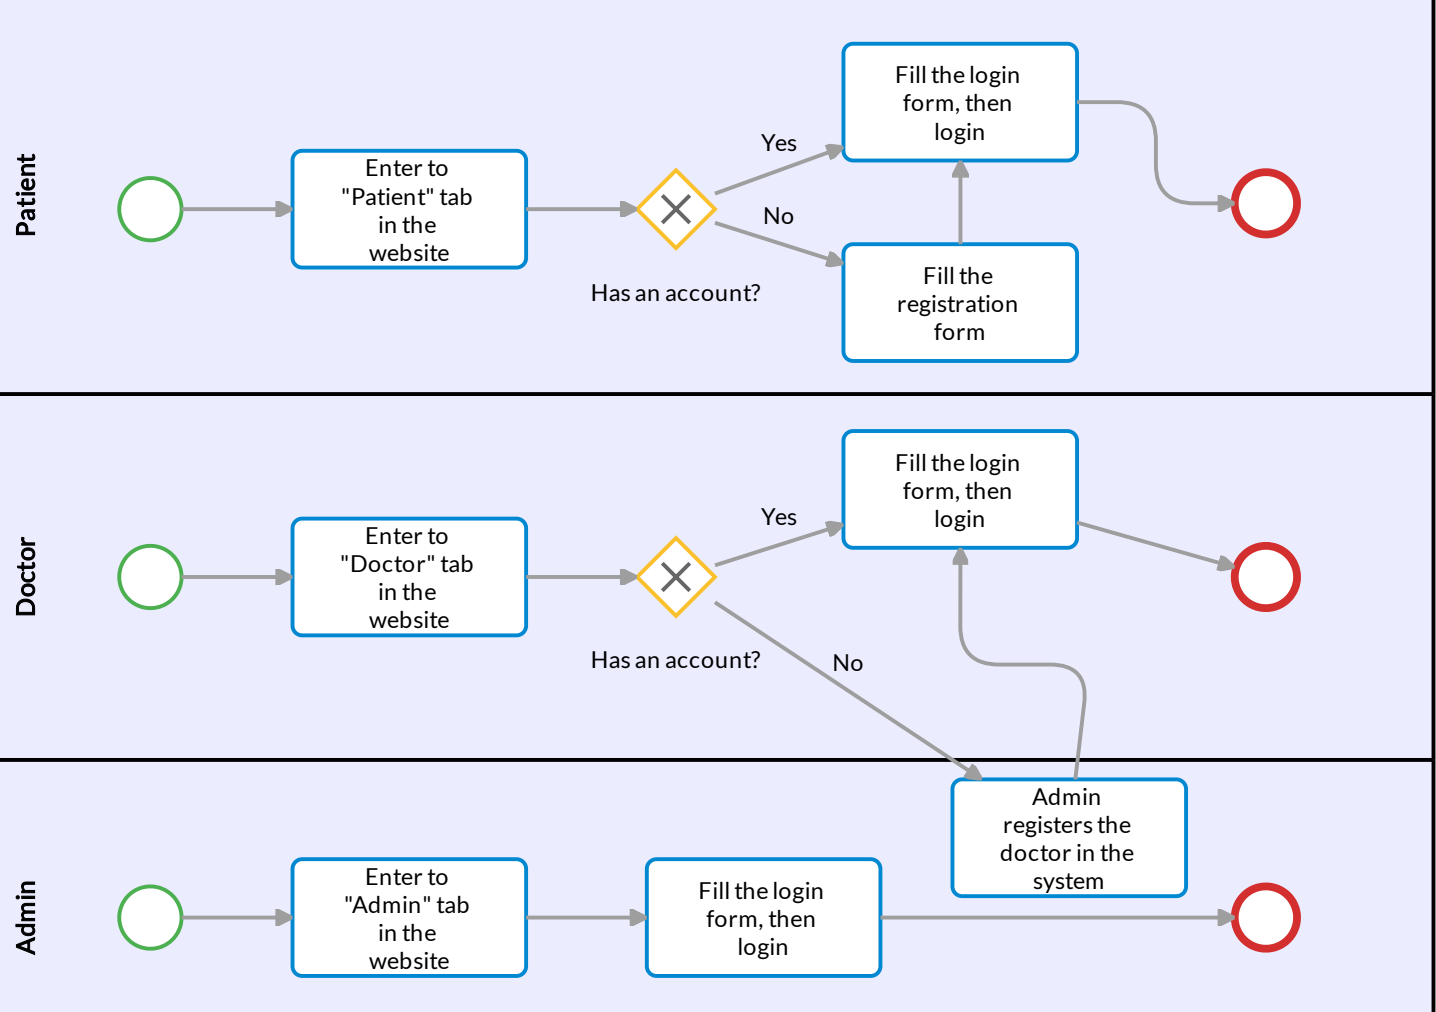 Patient
Enter to
"Patient" tab
in the
website
Has an account?
Yes
No
Fill the login
form, then
login
Fill the
registration
form
Doctor
Enter to
"Doctor" tab
in the
website
Has an account?
Yes
No
Fill the login
form, then
login
Admin
Enter to
"Admin" tab
in the
website
Fill the login
form, then
login
Admin
registers the
doctor in the
system